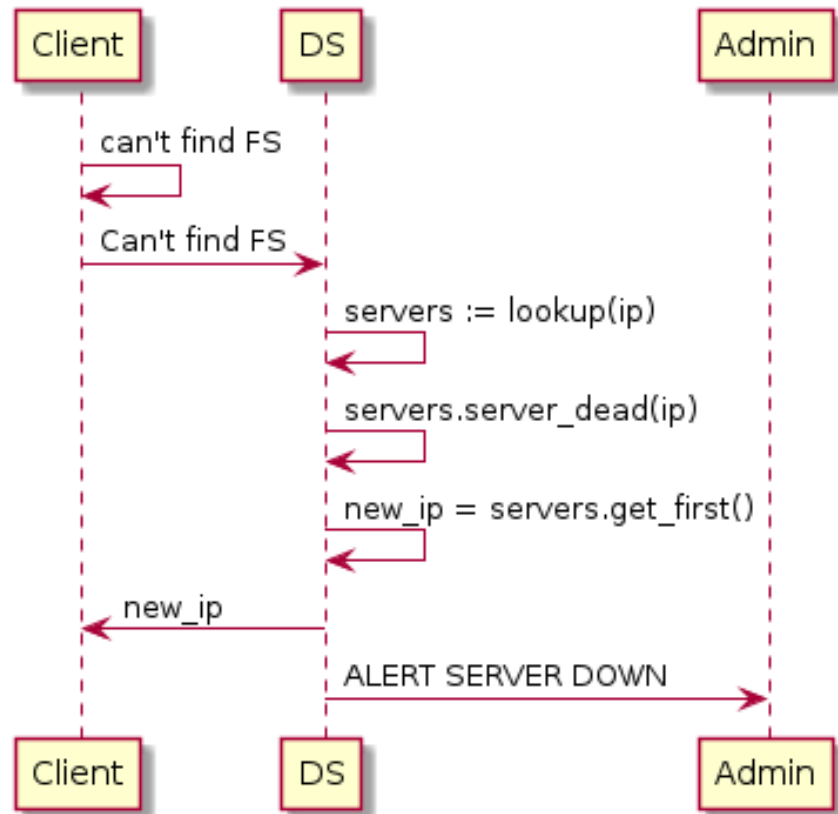 Client DS Admin
can't find FS
Can't find FS
servers := lookup(ip)
servers.server_dead(ip)
new_ip = servers.get_first()
new_ip
ALERT SERVER DOWN
Client DS Admin